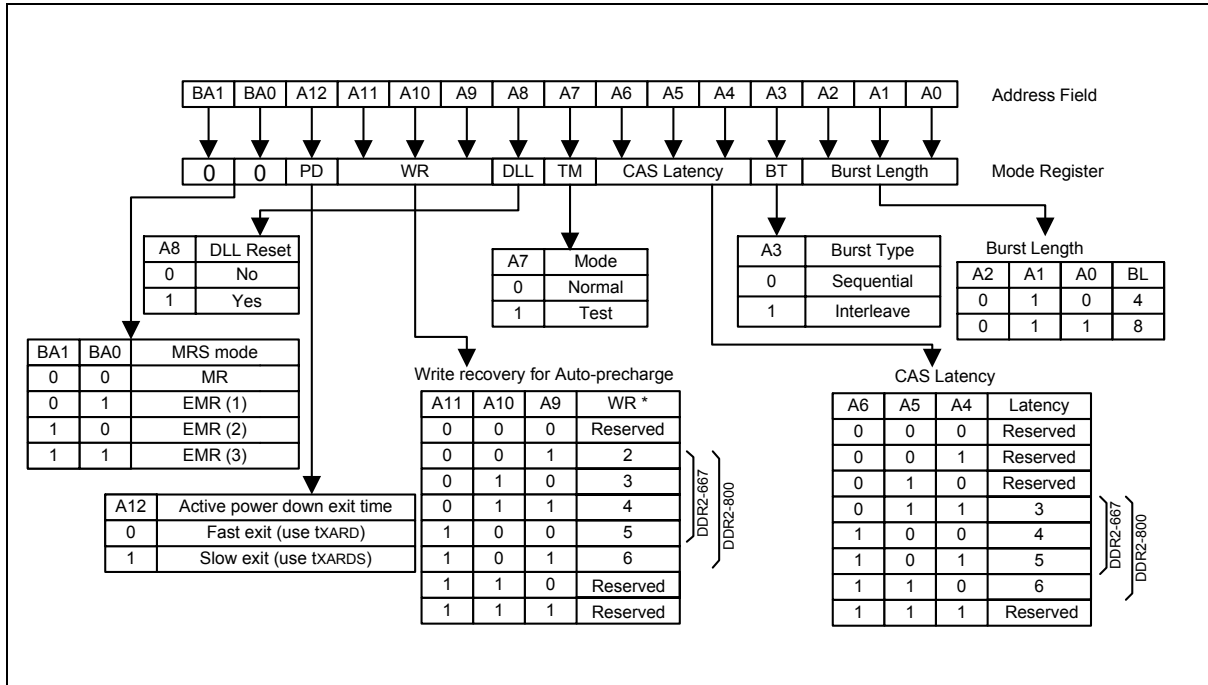 BA1 BA0 A12 A11 A10 A9 A8 A7 A6 A5 A4 A3 A2 A1 A0 Address Field
0 0 PD WR DLL TM CAS Latency BT Burst Length Mode Register
A8 DLL Reset
0 No
1 Yes
A7 Mode
0 Normal
1 Test
A3 Burst Type
0 Sequential
1 Interleave
Burst Length
A2 A1 A0 BL
0 1 0 4
0 1 1 8
BA1 BA0 MRS mode
0 0 MR
0 1 EMR (1)
1 0 EMR (2)
1 1 EMR (3)
A12 Active power down exit time
0 Fast exit (use tXARD)
1 Slow exit (use tXARDS)
Write recovery for Auto-precharge
A11 A10 A9 WR *
0 0 0 Reserved
0 0 1 2
0 1 0 3
0 1 1 4
1 0 0 5
1 0 1 6
1 1 0 Reserved
1 1 1 Reserved
DDR2-667
DDR2-800
CAS Latency
A6 A5 A4 Latency
0 0 0 Reserved
0 0 1 Reserved
0 1 0 Reserved
0 1 1 3
1 0 0 4
1 0 1 5
1 1 0 6
1 1 1 Reserved
DDR2-667
DDR2-800